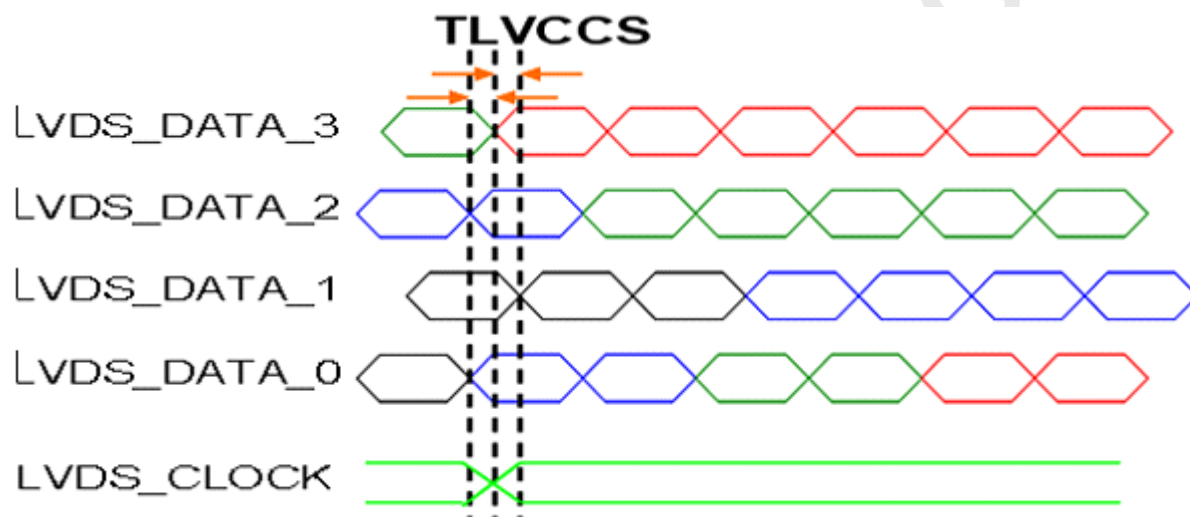 TLVCCS
LVDS_DATA_3
LVDS_DATA_2
LVDS_DATA_1
LVDS_DATA_0
LVDS_CLOCK